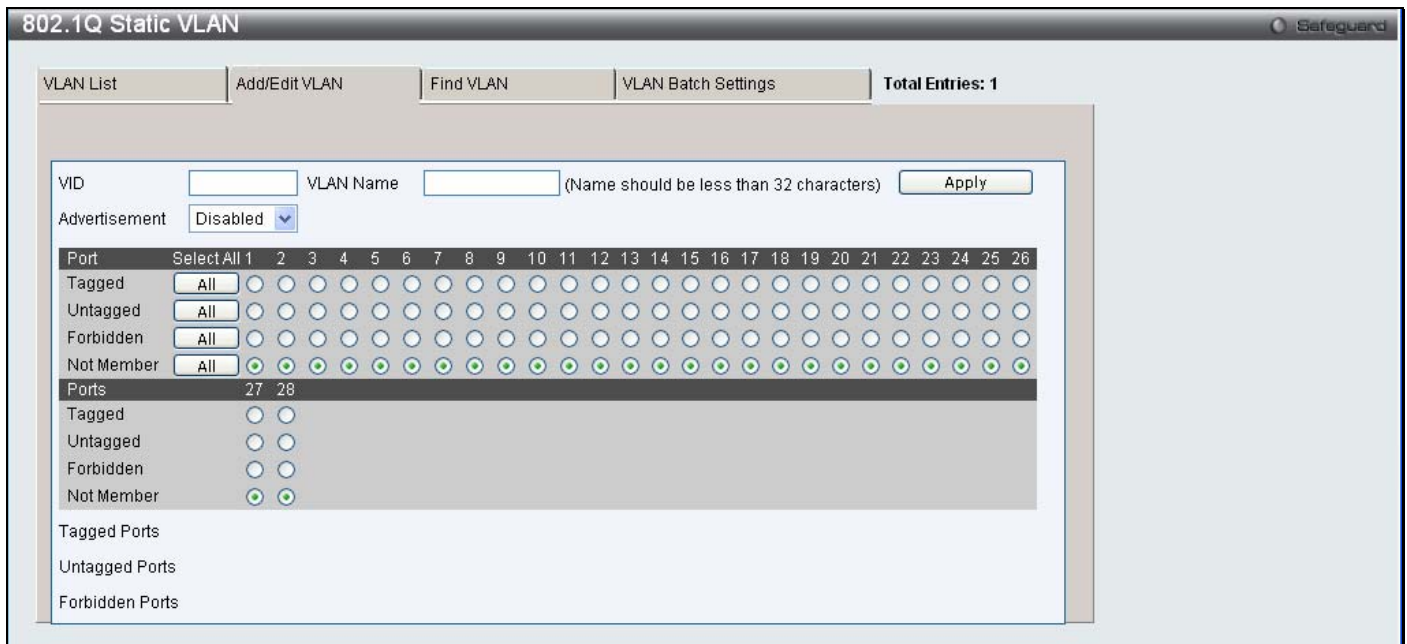 802.1Q Static VLAN
Safeguard
VLAN List Add/Edit VLAN Find VLAN VLAN Batch Settings Total Entries: 1
VID VLAN Name (Name should be less than 32 characters) Apply
Advertisement Disabled
Port Select All 1 2 3 4 5 6 7 8 9 10 11 12 13 14 15 16 17 18 19 20 21 22 23 24 25 26
Tagged All
Untagged All
Forbidden All
Not Member All
Ports 27 28
Tagged
Untagged
Forbidden
Not Member
Tagged Ports
Untagged Ports
Forbidden Ports